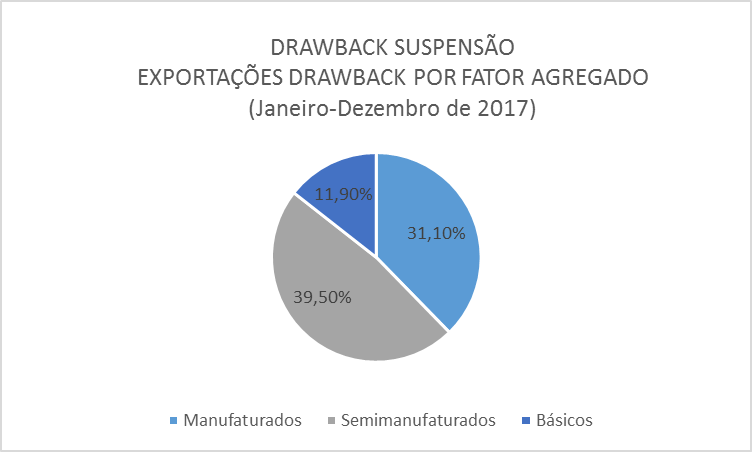 DRAWBACK SUSPENSÃO
EXPORTAÇÕES DRAWBACK POR FATOR AGREGADO
(Janeiro-Dezembro de 2017)
11,90%
31,10%
39,50%
Manufaturados Semimanufaturados Básicos